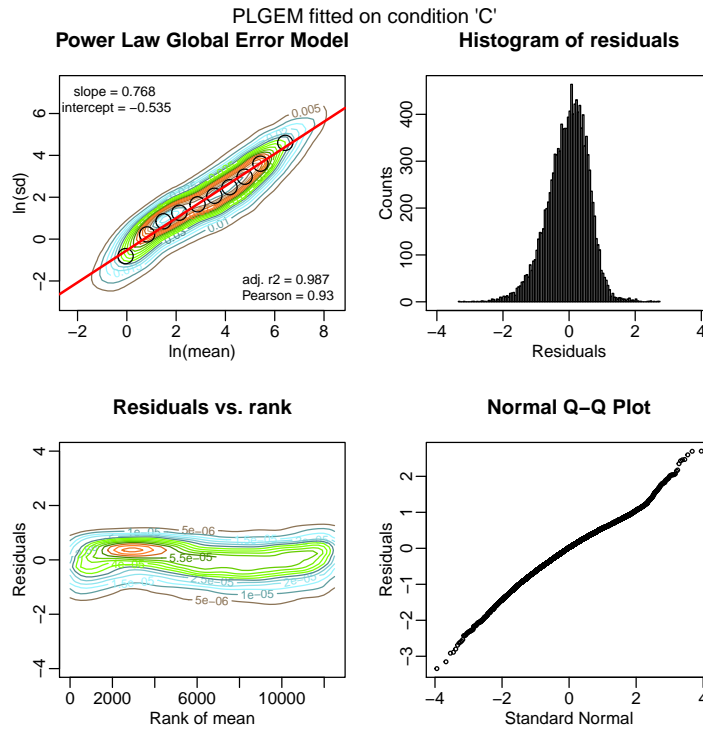 PLGEM fitted on condition 'C'
Power Law Global Error Model
slope = 0.768
intercept = −0.535
0.005
0.01
0.03
adj. r2 = 0.987
Pearson = 0.93
ln(sd)
−2 0 2 4 6
−2 0 2 4 6 8
ln(mean)
Histogram of residuals
Counts
0 100 200 300 400
−4 −2 0 2 4
Residuals
Residuals vs. rank
Residuals
−4 −2 0 2 4
5e−06
1e−05
5.5e−05
2.5e−05
1e−05
5e−06
0 2000 6000 10000
Rank of mean
Normal Q−Q Plot
Residuals
−3 −2 −1 0 1 2
−4 −2 0 2 4
Standard Normal